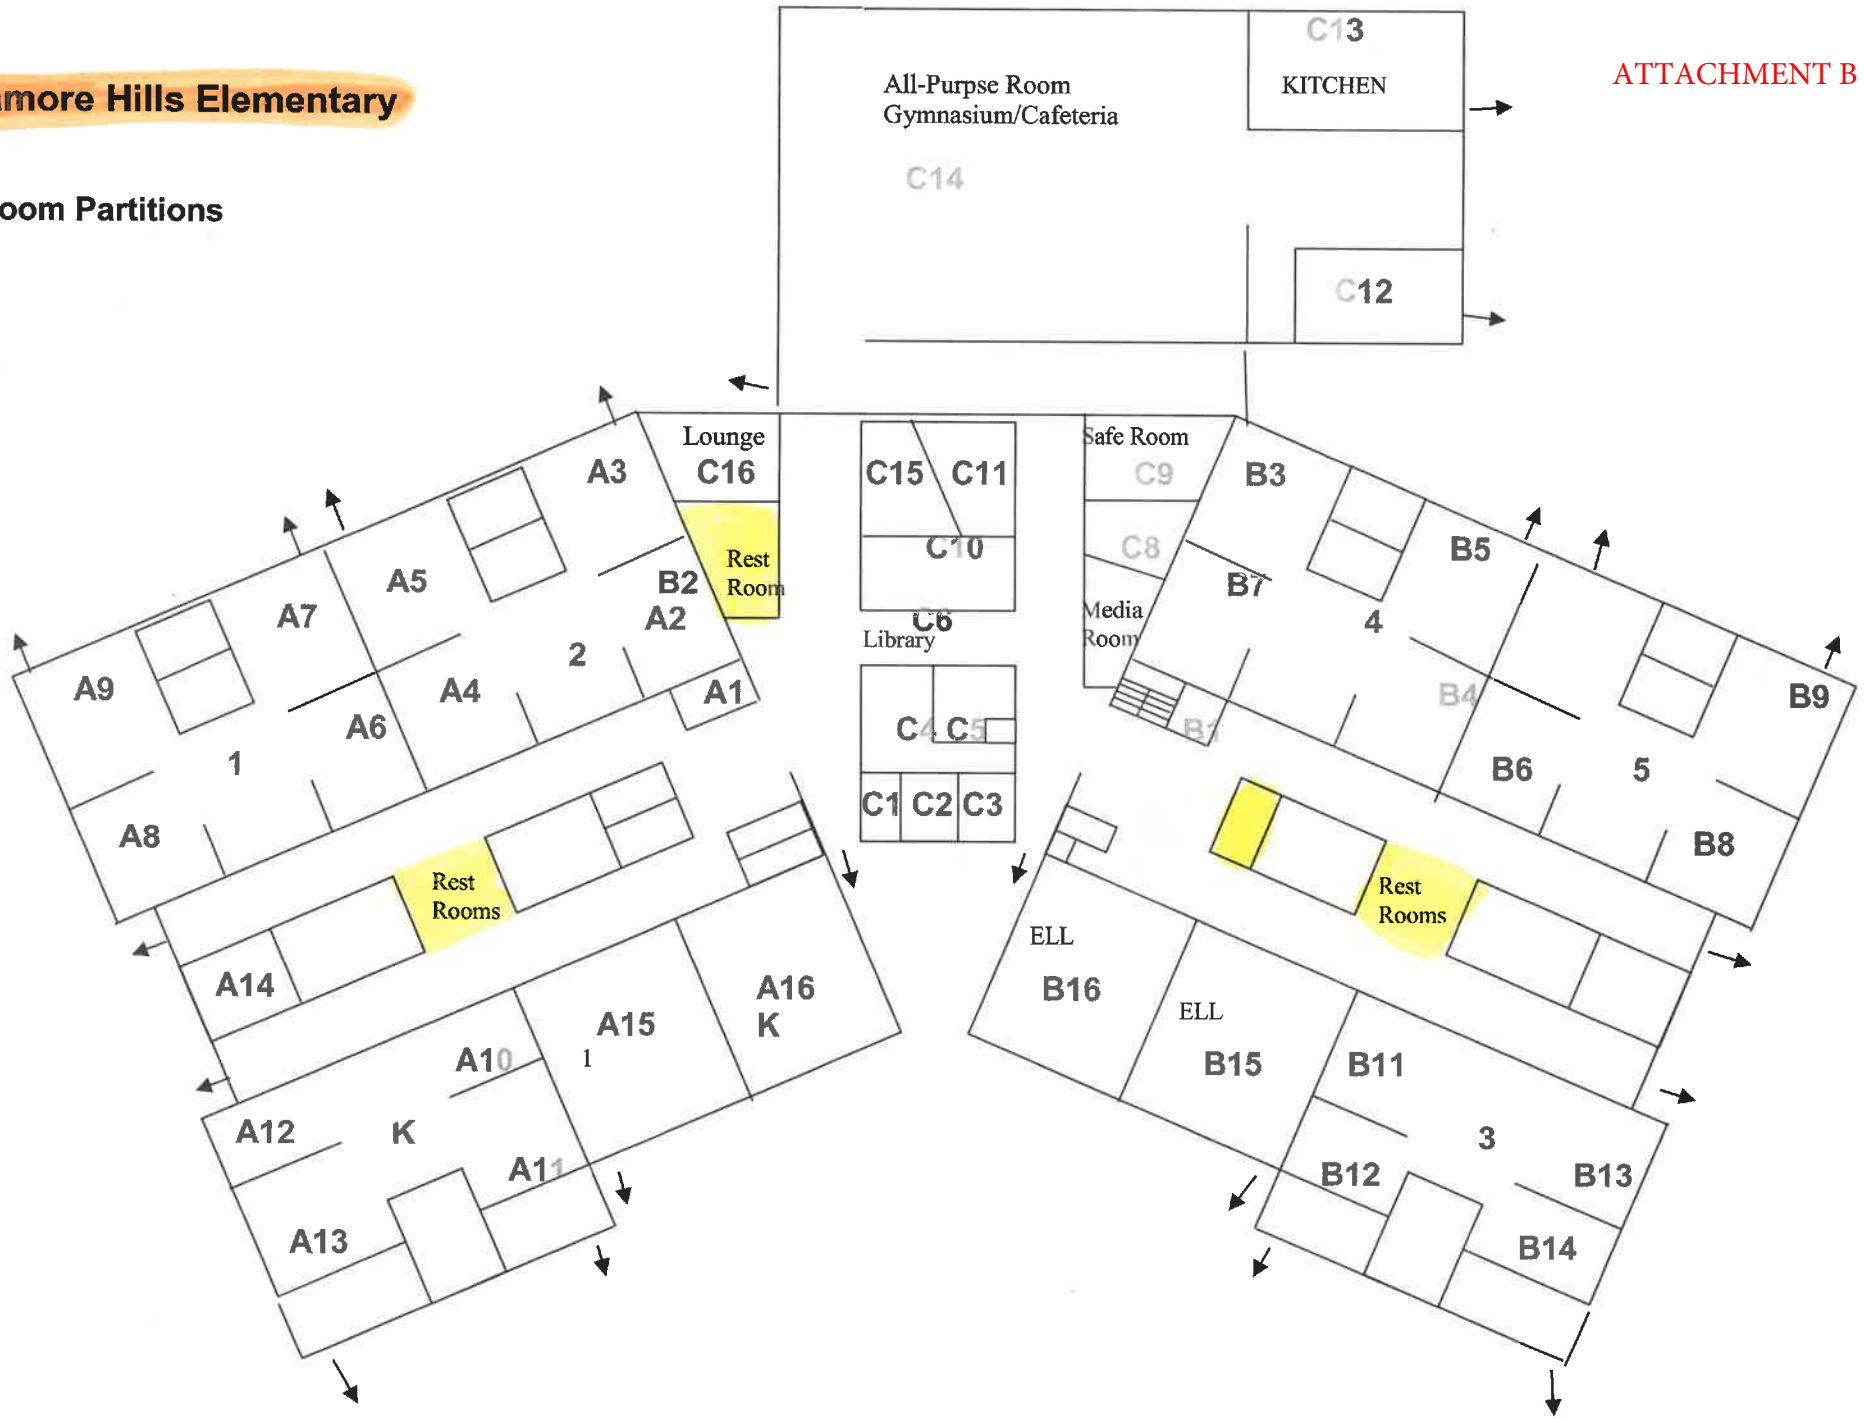 ATTACHMENT B
more Hills Elementary
oom Partitions
C13
KITCHEN
All-Purpse Room
Gymnasium/Cafeteria
C14
C12
Lounge
C16
Rest
Room
C15
C11
C10
C6
Library
Safe Room
C9
C8
Media
Room
C4
C5
C1
C2
C3
A3
A5
A7
A9
B2
A2
2
A4
A1
A6
1
A8
Rest
Rooms
A14
A16
K
A15
1
A10
A12
K
A11
A13
B3
B5
B7
4
B4
B9
B1
B6
5
B8
Rest
Rooms
ELL
B16
ELL
B15
B11
3
B12
B13
B14